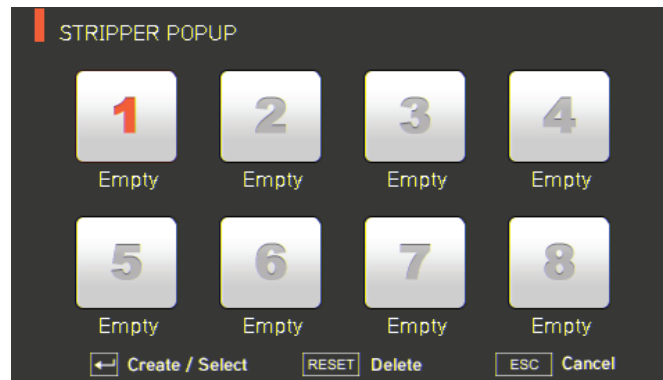 STRIPPER POPUP
1 2 3 4
Empty Empty Empty Empty
5 6 7 8
Empty Empty Empty Empty
Create / Select RESET Delete ESC Cancel